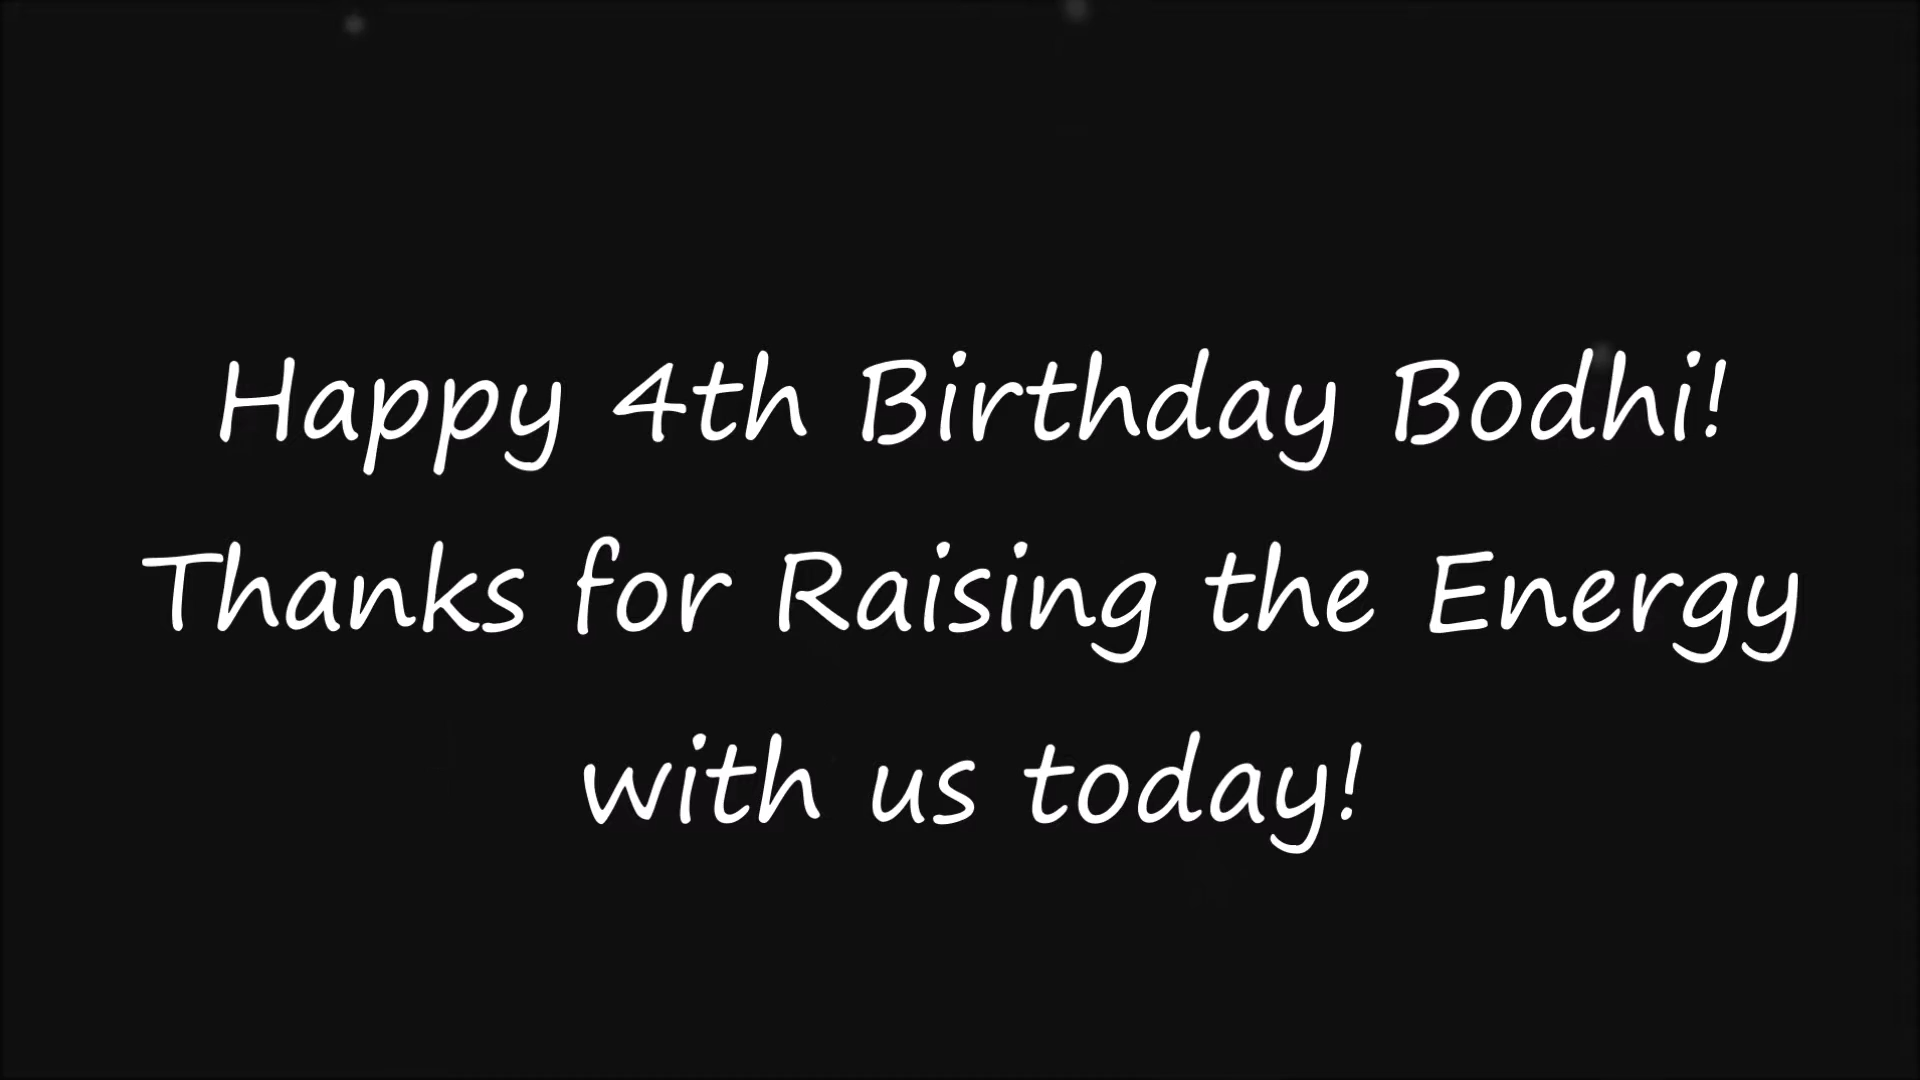 Happy 4th Birthday Bodhi!
Thanks for Raising the Energy
with us today!